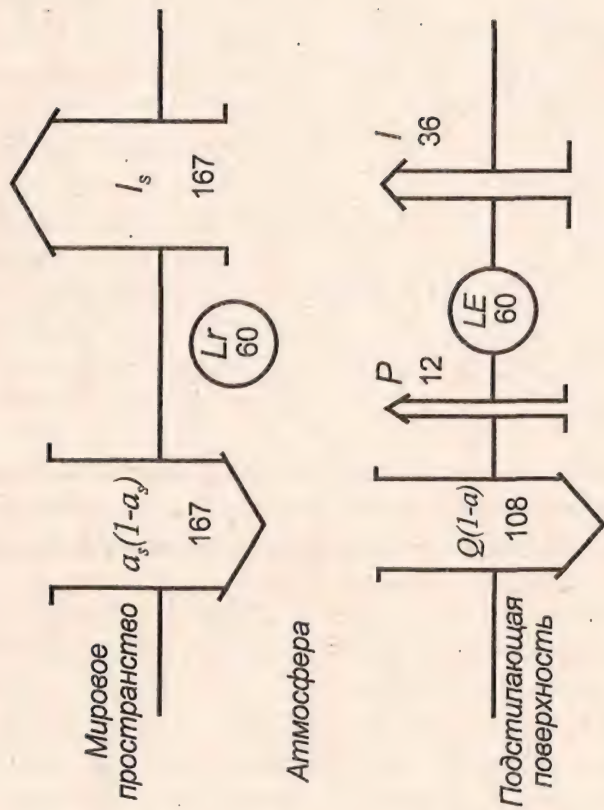 Мировое
пространство
a_s(1-a_s)
167
I_s
167
Атмосфера
Lr
60
Подстилающая
поверхность
Q(1-a)
108
P
12
LE
60
I
36